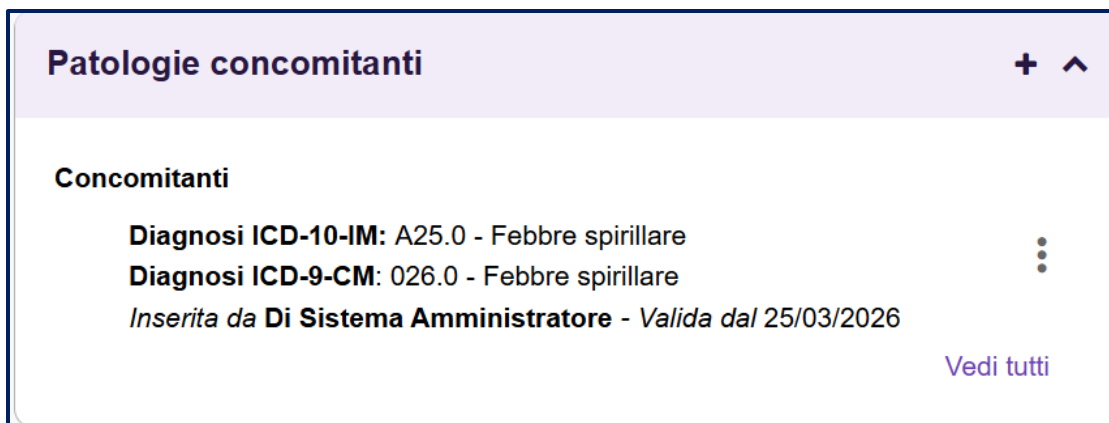 Patologie concomitanti
Concomitanti
Diagnosi ICD-10-IM: A25.0 - Febbre spirillare
Diagnosi ICD-9-CM: 026.0 - Febbre spirillare
Inserita da Di Sistema Amministratore - Valida dal 25/03/2026
Vedi tutti